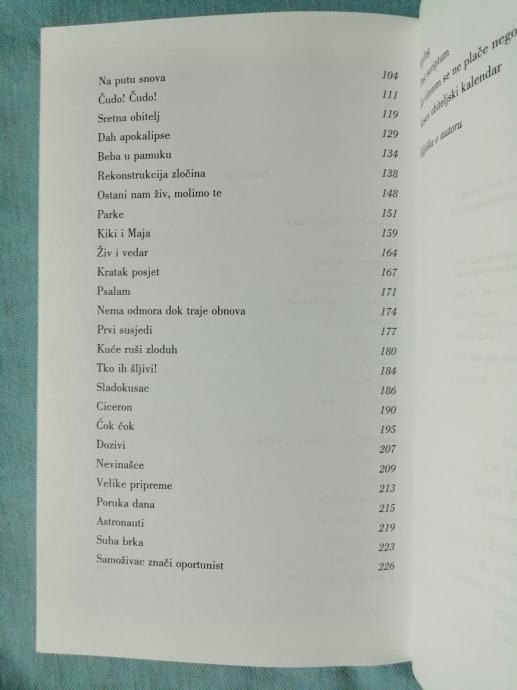 Na putu snova 104
Čudo! Čudo! 111
Sretna obitelj 119
Dah apokalipse 129
Beba u pamuku 134
Rekonstrukcija zločina 138
Ostani nam živ, molimo te 148
Parke 151
Kiki i Maja 159
Živ i vedar 164
Kratak posjet 167
Psalam 171
Nema odmora dok traje obnova 174
Prvi susjedi 177
Kuće ruši zloduh 180
Tko ih šljivi! 184
Sladokusac 186
Ciceron 190
Ćok ćok 195
Dozivi 207
Nevinašce 209
Velike pripreme 213
Poruka dana 215
Astronauti 219
Suha brka 223
Samoživac znači oportunist 226
scriptum
se ne plače nego
obiteljski kalendar
o autoru